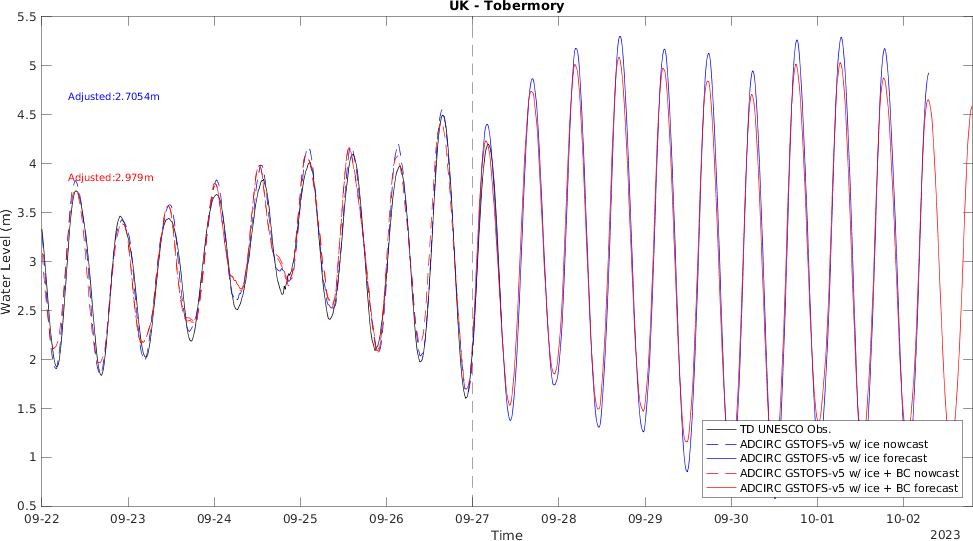 UK - Tobermory
5.5
5
4.5
4
3.5
3
2.5
2
1.5
1
0.5
Water Level (m)
Adjusted:2.7054m
Adjusted:2.979m
TD UNESCO Obs.
ADCIRC GSTOFS-v5 w/ ice nowcast
ADCIRC GSTOFS-v5 w/ ice forecast
ADCIRC GSTOFS-v5 w/ ice + BC nowcast
ADCIRC GSTOFS-v5 w/ ice + BC forecast
09-22 09-23 09-24 09-25 09-26 09-27 09-28 09-29 09-30 10-01 10-02
Time
2023